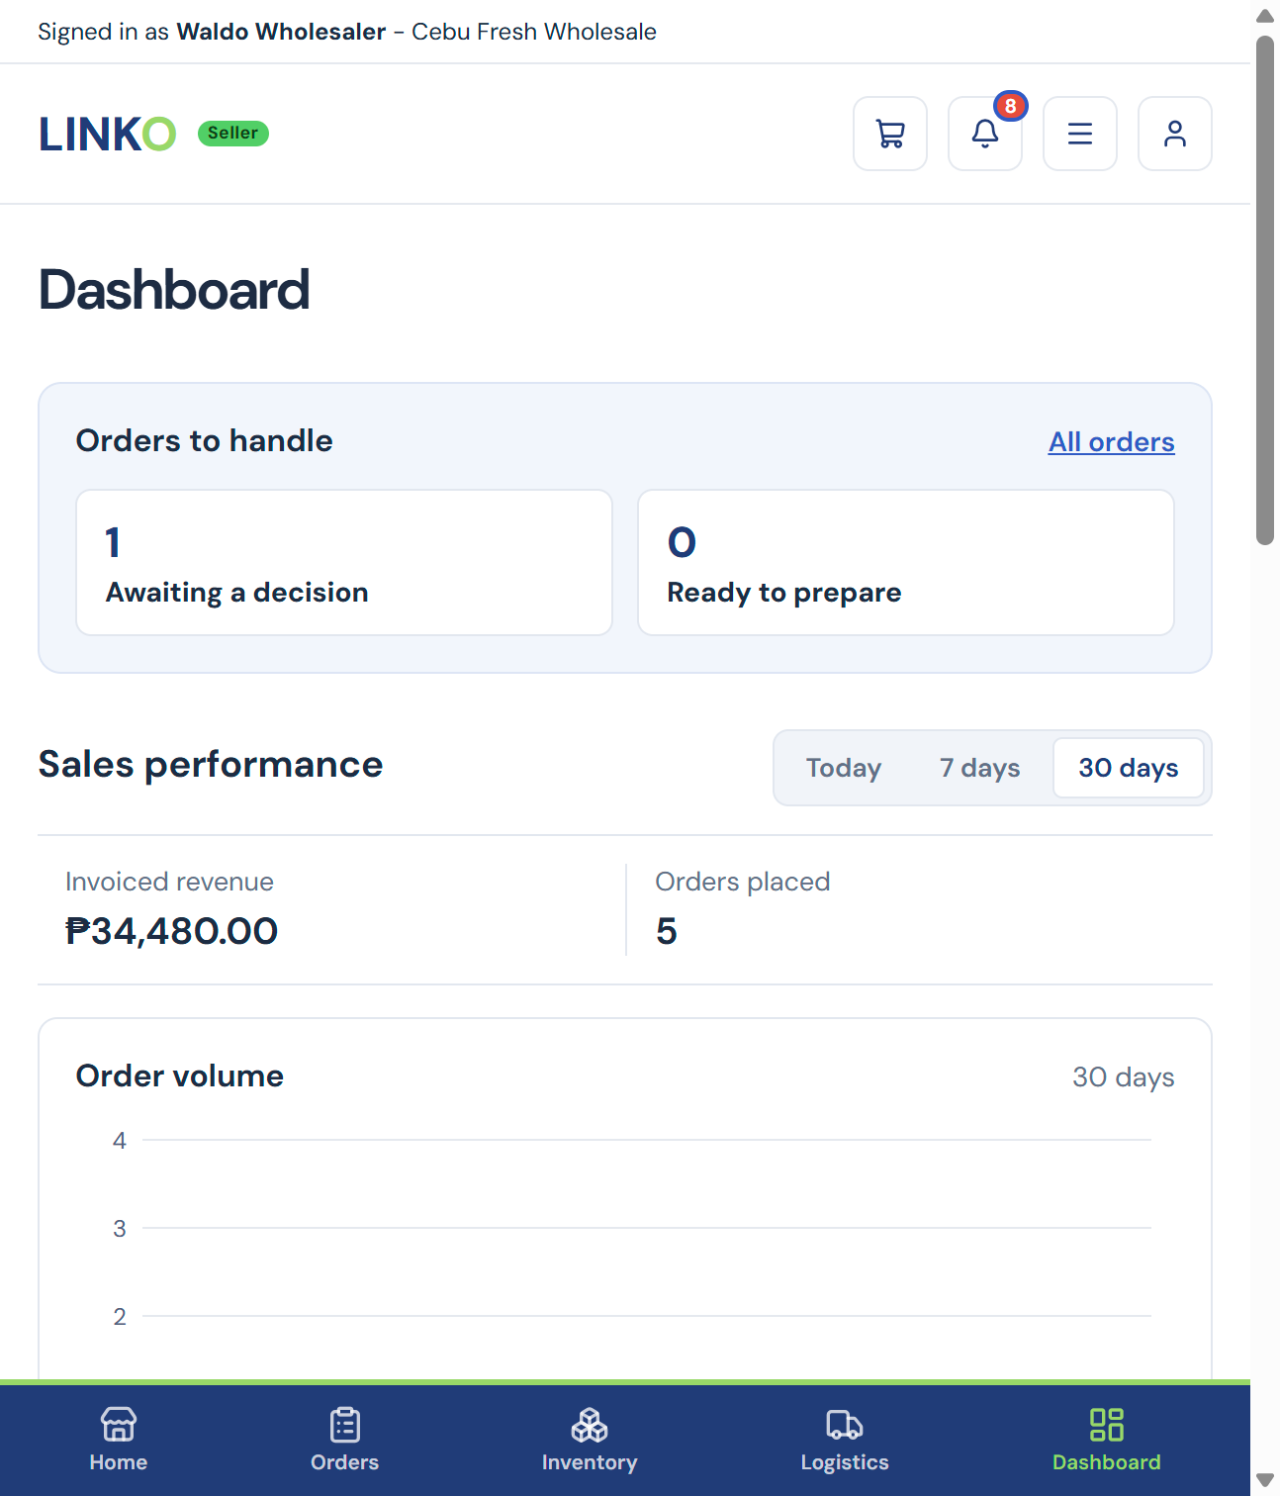 Signed in as Waldo Wholesaler - Cebu Fresh Wholesale
LINKO Seller
8
Dashboard
Orders to handle
All orders
1
Awaiting a decision
0
Ready to prepare
Sales performance
Today 7 days 30 days
Invoiced revenue
₱34,480.00
Orders placed
5
Order volume
30 days
4
3
2
Home Orders Inventory Logistics Dashboard